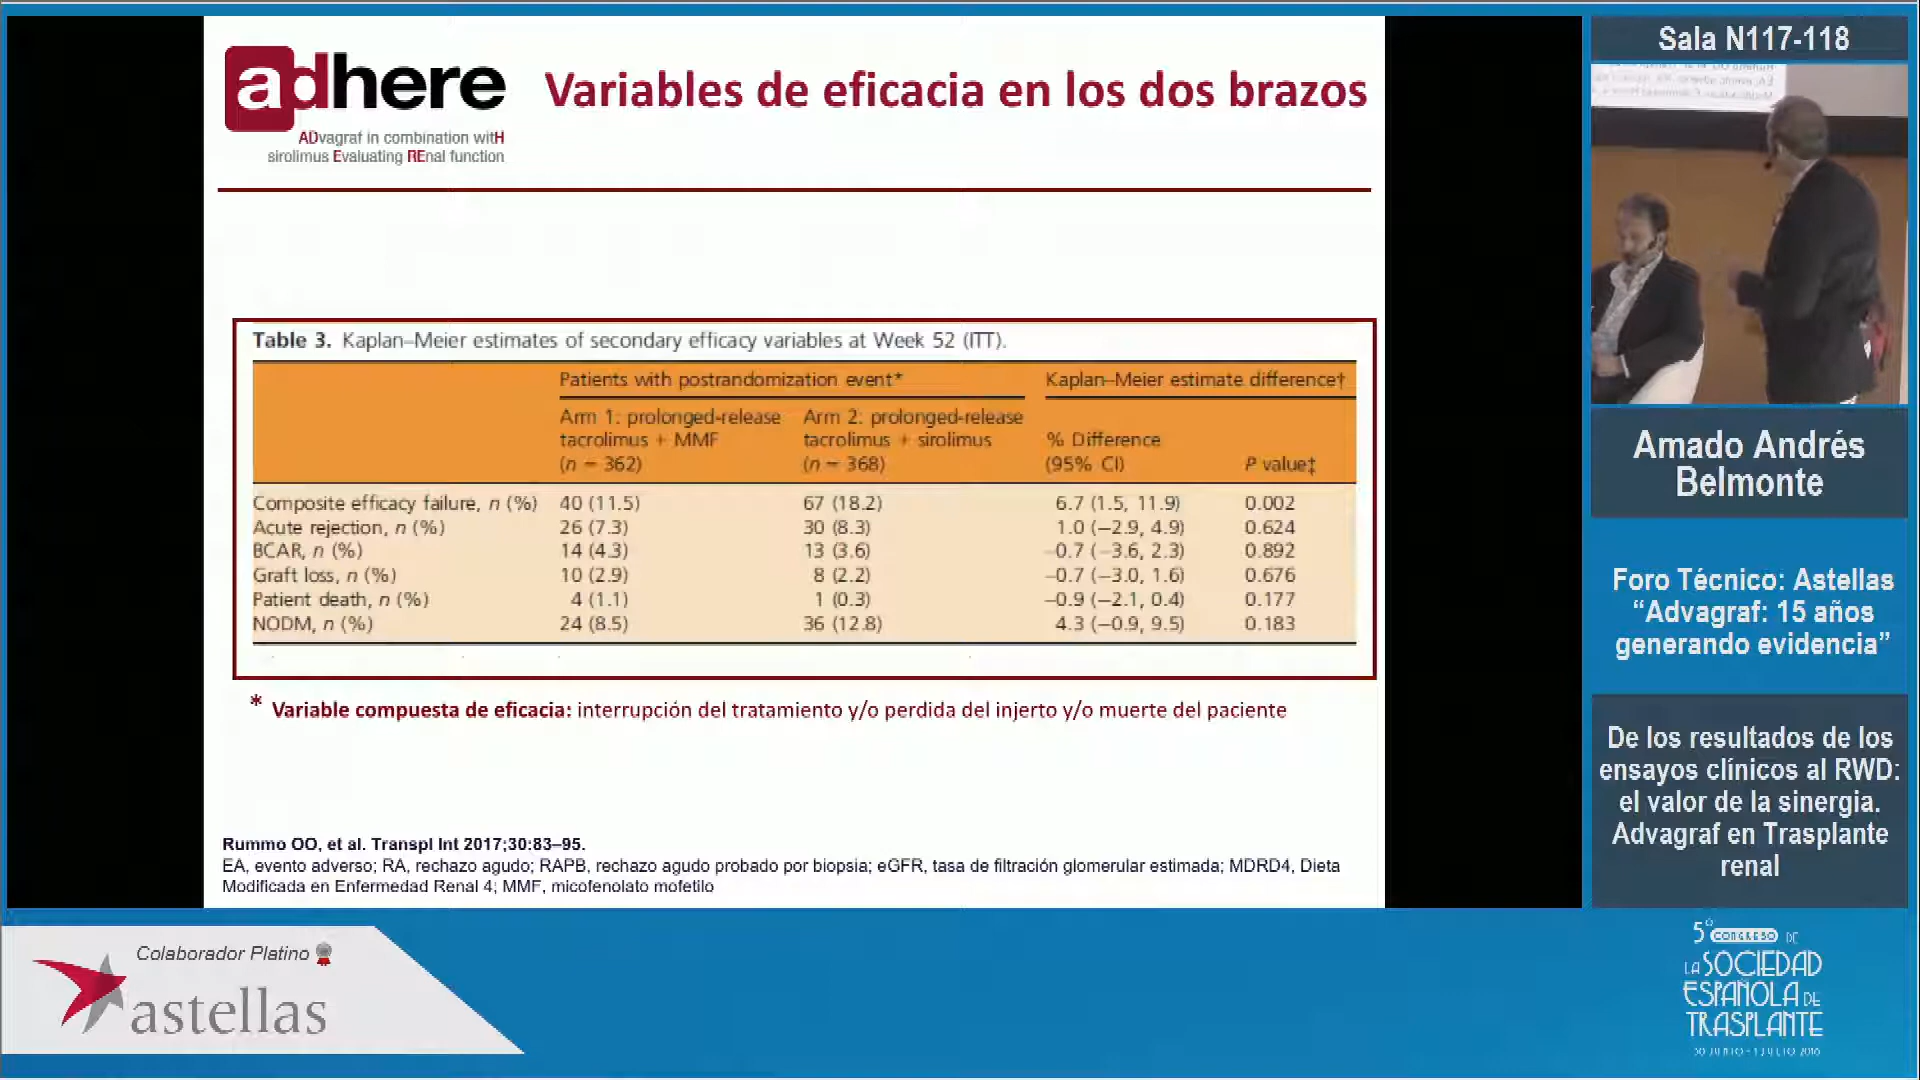 adhere
ADvagraf in combination witH
sirolimus Evaluating REnal function
Variables de eficacia en los dos brazos
Table 3. Kaplan–Meier estimates of secondary efficacy variables at Week 52 (ITT).
Patients with postrandomization event* Kaplan–Meier estimate difference†
Arm 1: prolonged-release tacrolimus + MMF (n = 362)
Arm 2: prolonged-release tacrolimus + sirolimus (n = 368)
% Difference (95% CI)
P value‡
Composite efficacy failure, n (%) 40 (11.5) 67 (18.2) 6.7 (1.5, 11.9) 0.002
Acute rejection, n (%) 26 (7.3) 30 (8.3) 1.0 (−2.9, 4.9) 0.624
BCAR, n (%) 14 (4.3) 13 (3.6) −0.7 (−3.6, 2.3) 0.892
Graft loss, n (%) 10 (2.9) 8 (2.2) −0.7 (−3.0, 1.6) 0.676
Patient death, n (%) 4 (1.1) 1 (0.3) −0.9 (−2.1, 0.4) 0.177
NODM, n (%) 24 (8.5) 36 (12.8) 4.3 (−0.9, 9.5) 0.183
* Variable compuesta de eficacia: interrupción del tratamiento y/o perdida del injerto y/o muerte del paciente
Rummo OO, et al. Transpl Int 2017;30:83–95.
EA, evento adverso; RA, rechazo agudo; RAPB, rechazo agudo probado por biopsia; eGFR, tasa de filtración glomerular estimada; MDRD4, Dieta
Modificada en Enfermedad Renal 4; MMF, micofenolato mofetilo
Sala N117-118
Amado Andrés
Belmonte
Foro Técnico: Astellas
“Advagraf: 15 años
generando evidencia”
De los resultados de los
ensayos clínicos al RWD:
el valor de la sinergia.
Advagraf en Trasplante
renal
Colaborador Platino
astellas
5º CONGRESO DE
LA SOCIEDAD
ESPAÑOLA DE
TRASPLANTE